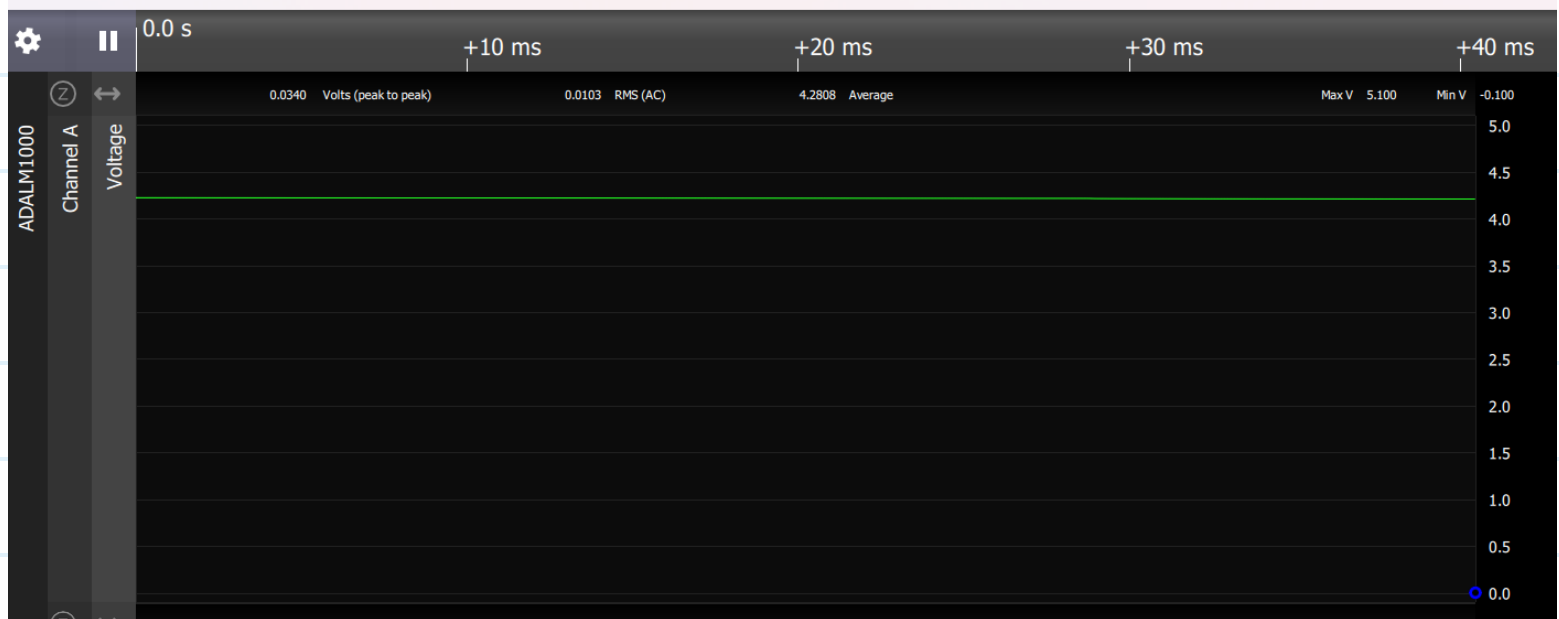 0.0 s
+10 ms
+20 ms
+30 ms
+40 ms
Z
0.0340 Volts (peak to peak) 0.0103 RMS (AC) 4.2808 Average Max V 5.100 Min V -0.100
ADALM1000
Channel A
Voltage
5.0
4.5
4.0
3.5
3.0
2.5
2.0
1.5
1.0
0.5
0.0